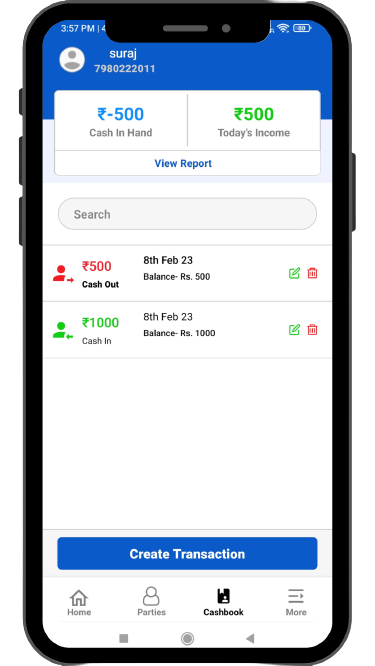 3:57 PM | 4
80
suraj
7980222011
₹-500
₹500
Cash In Hand
Today's Income
View Report
Search
₹500
8th Feb 23
Cash Out
Balance- Rs. 500
₹1000
8th Feb 23
Cash In
Balance- Rs. 1000
Create Transaction
Home
Parties
Cashbook
More